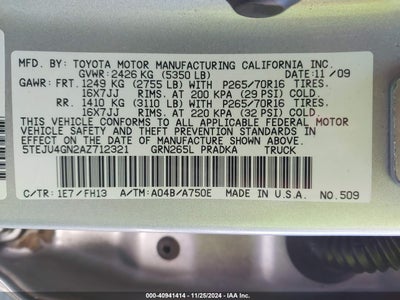 MFD. BY: TOYOTA MOTOR MANUFACTURING CALIFORNIA INC.
GVWR: 2426 KG (5350 LB) DATE: 11/09
GAWR: FRT. 1249 KG (2755 LB) WITH P265/70R16 TIRES.
16X7JJ RIMS. AT 200 KPA (29 PSI) COLD.
RR. 1410 KG (3110 LB) WITH P265/70R16 TIRES.
16X7JJ RIMS. AT 220 KPA (32 PSI) COLD.
THIS VEHICLE CONFORMS TO ALL APPLICABLE FEDERAL MOTOR
VEHICLE SAFETY AND THEFT PREVENTION STANDARDS IN
EFFECT ON THE DATE OF MANUFACTURE SHOWN ABOVE.
5TEJU4GN2AZ712321 GRN265L PRADKA TRUCK
C/TR: 1E7/FH13 A/TM: A04B/A750E MADE IN U.S.A. NO.509
000-40941414 - 11/25/2024 - IAA Inc.